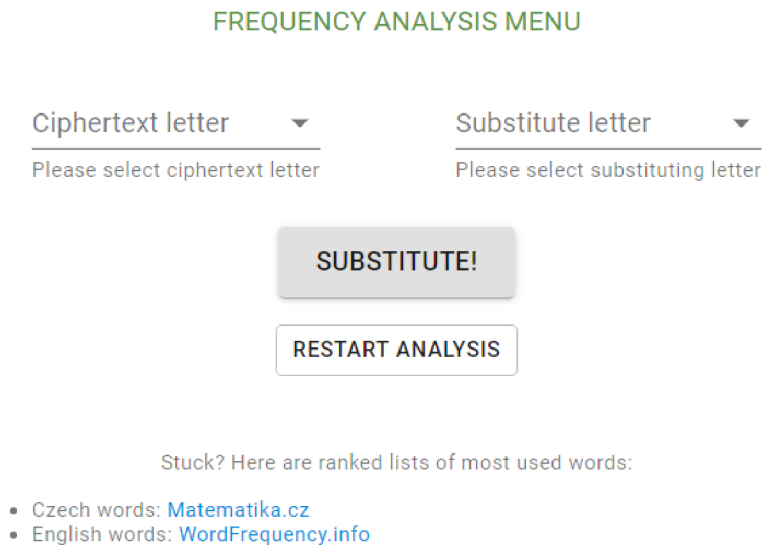 FREQUENCY ANALYSIS MENU
Ciphertext letter
Substitute letter
Please select ciphertext letter
Please select substituting letter
SUBSTITUTE!
RESTART ANALYSIS
Stuck? Here are ranked lists of most used words:
• Czech words: Matematika.cz
• English words: WordFrequency.info